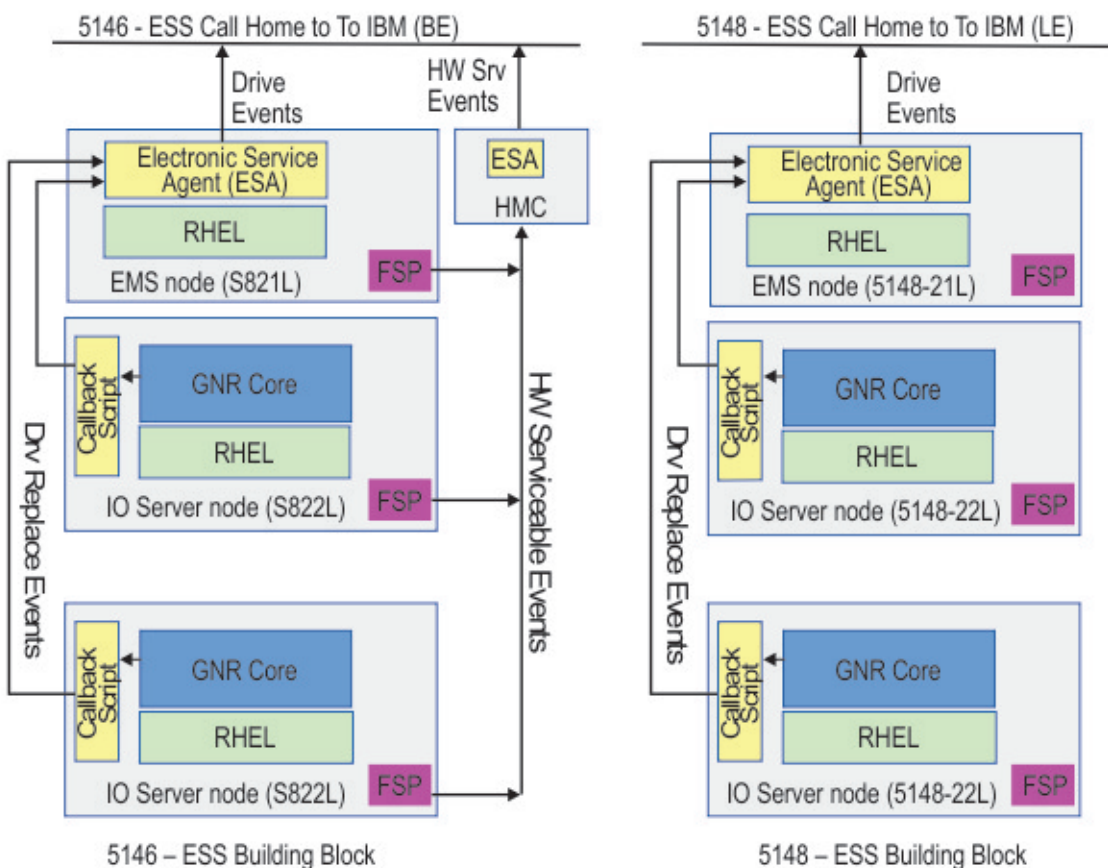 5146 - ESS Call Home to To IBM (BE)
Drive
Events
HW Srv
Events
Electronic Service
Agent (ESA)
RHEL
FSP
EMS node (S821L)
ESA
HMC
Callback
Script
GNR Core
RHEL
FSP
IO Server node (S822L)
Drv Replace Events
HW Serviceable Events
Callback
Script
GNR Core
RHEL
FSP
IO Server node (S822L)
5146 – ESS Building Block
5148 - ESS Call Home to To IBM (LE)
Drive
Events
Electronic Service
Agent (ESA)
RHEL
FSP
EMS node (5148-21L)
Callback
Script
GNR Core
RHEL
FSP
IO Server node (5148-22L)
Drv Replace Events
Callback
Script
GNR Core
RHEL
FSP
IO Server node (5148-22L)
5148 – ESS Building Block